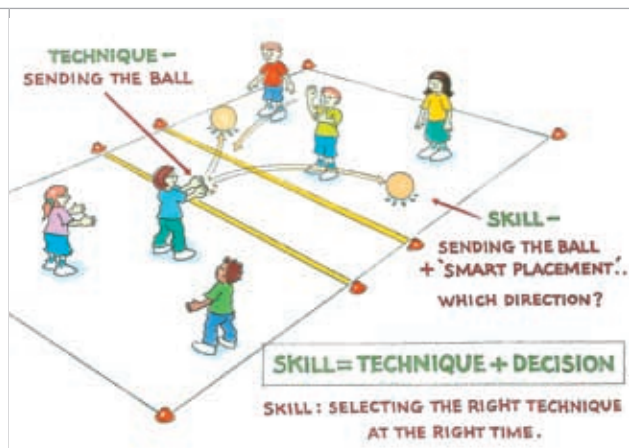 TECHNIQUE –
SENDING THE BALL
SKILL –
SENDING THE BALL
+ 'SMART PLACEMENT'..
WHICH DIRECTION?
SKILL = TECHNIQUE + DECISION
SKILL : SELECTING THE RIGHT TECHNIQUE
AT THE RIGHT TIME.